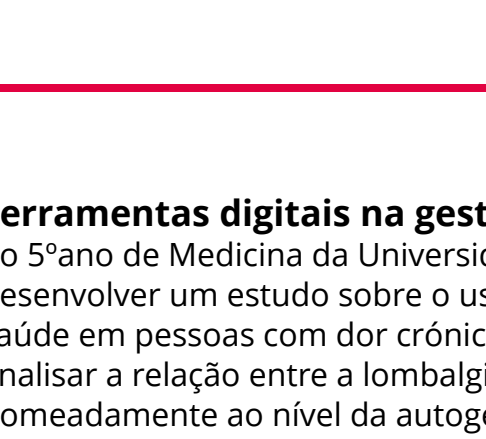 erramentas digitais na gest
o 5ºano de Medicina da Universid
esenvolver um estudo sobre o us
aúde em pessoas com dor crónic
nalisar a relação entre a lombalgi
omeadamente ao nível da autoge